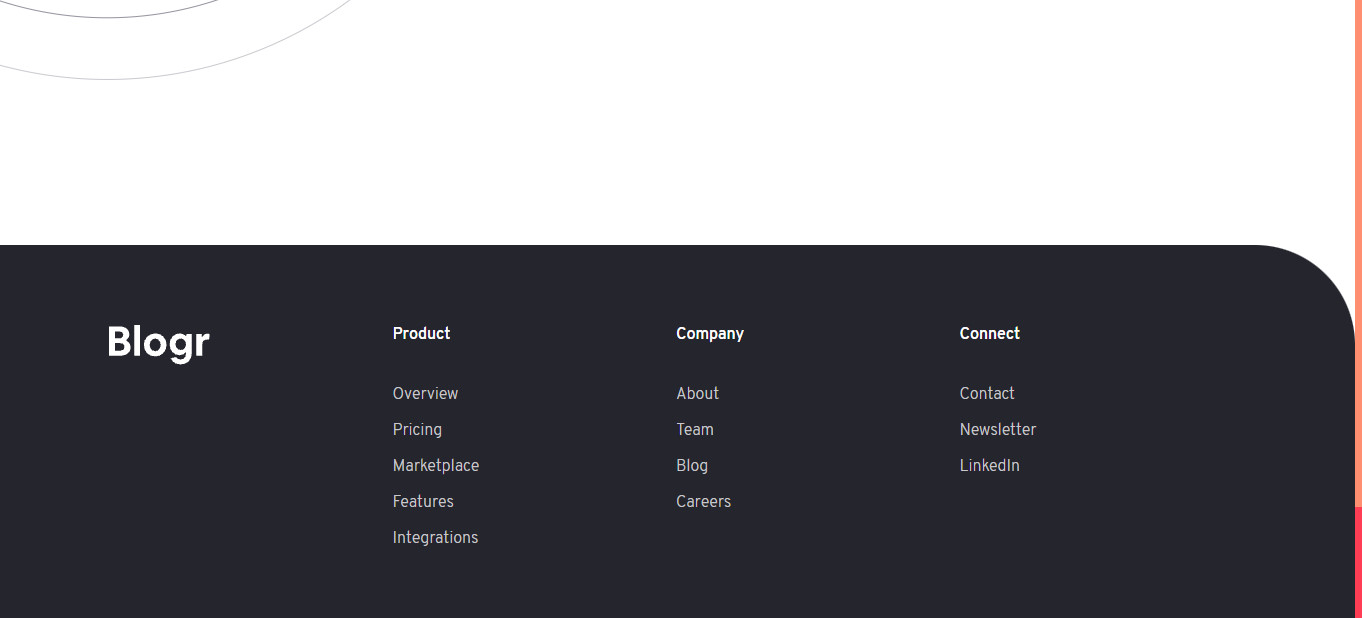 Blogr
Product
Overview
Pricing
Marketplace
Features
Integrations
Company
About
Team
Blog
Careers
Connect
Contact
Newsletter
LinkedIn